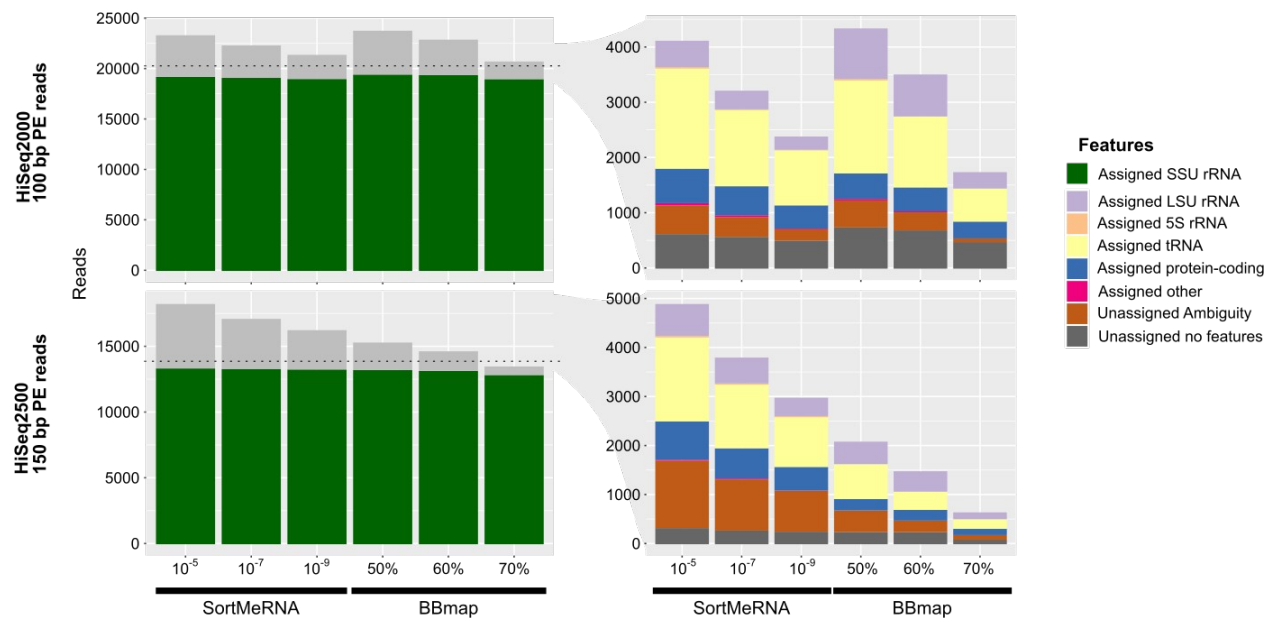 HiSeq2000
100 bp PE reads
HiSeq2500
150 bp PE reads
Reads
25000
20000
15000
10000
5000
0
15000
10000
5000
0
4000
3000
2000
1000
0
5000
4000
3000
2000
1000
0
10-5 10-7 10-9 50% 60% 70%
SortMeRNA BBmap
10-5 10-7 10-9 50% 60% 70%
SortMeRNA BBmap
Features
Assigned SSU rRNA
Assigned LSU rRNA
Assigned 5S rRNA
Assigned tRNA
Assigned protein-coding
Assigned other
Unassigned Ambiguity
Unassigned no features